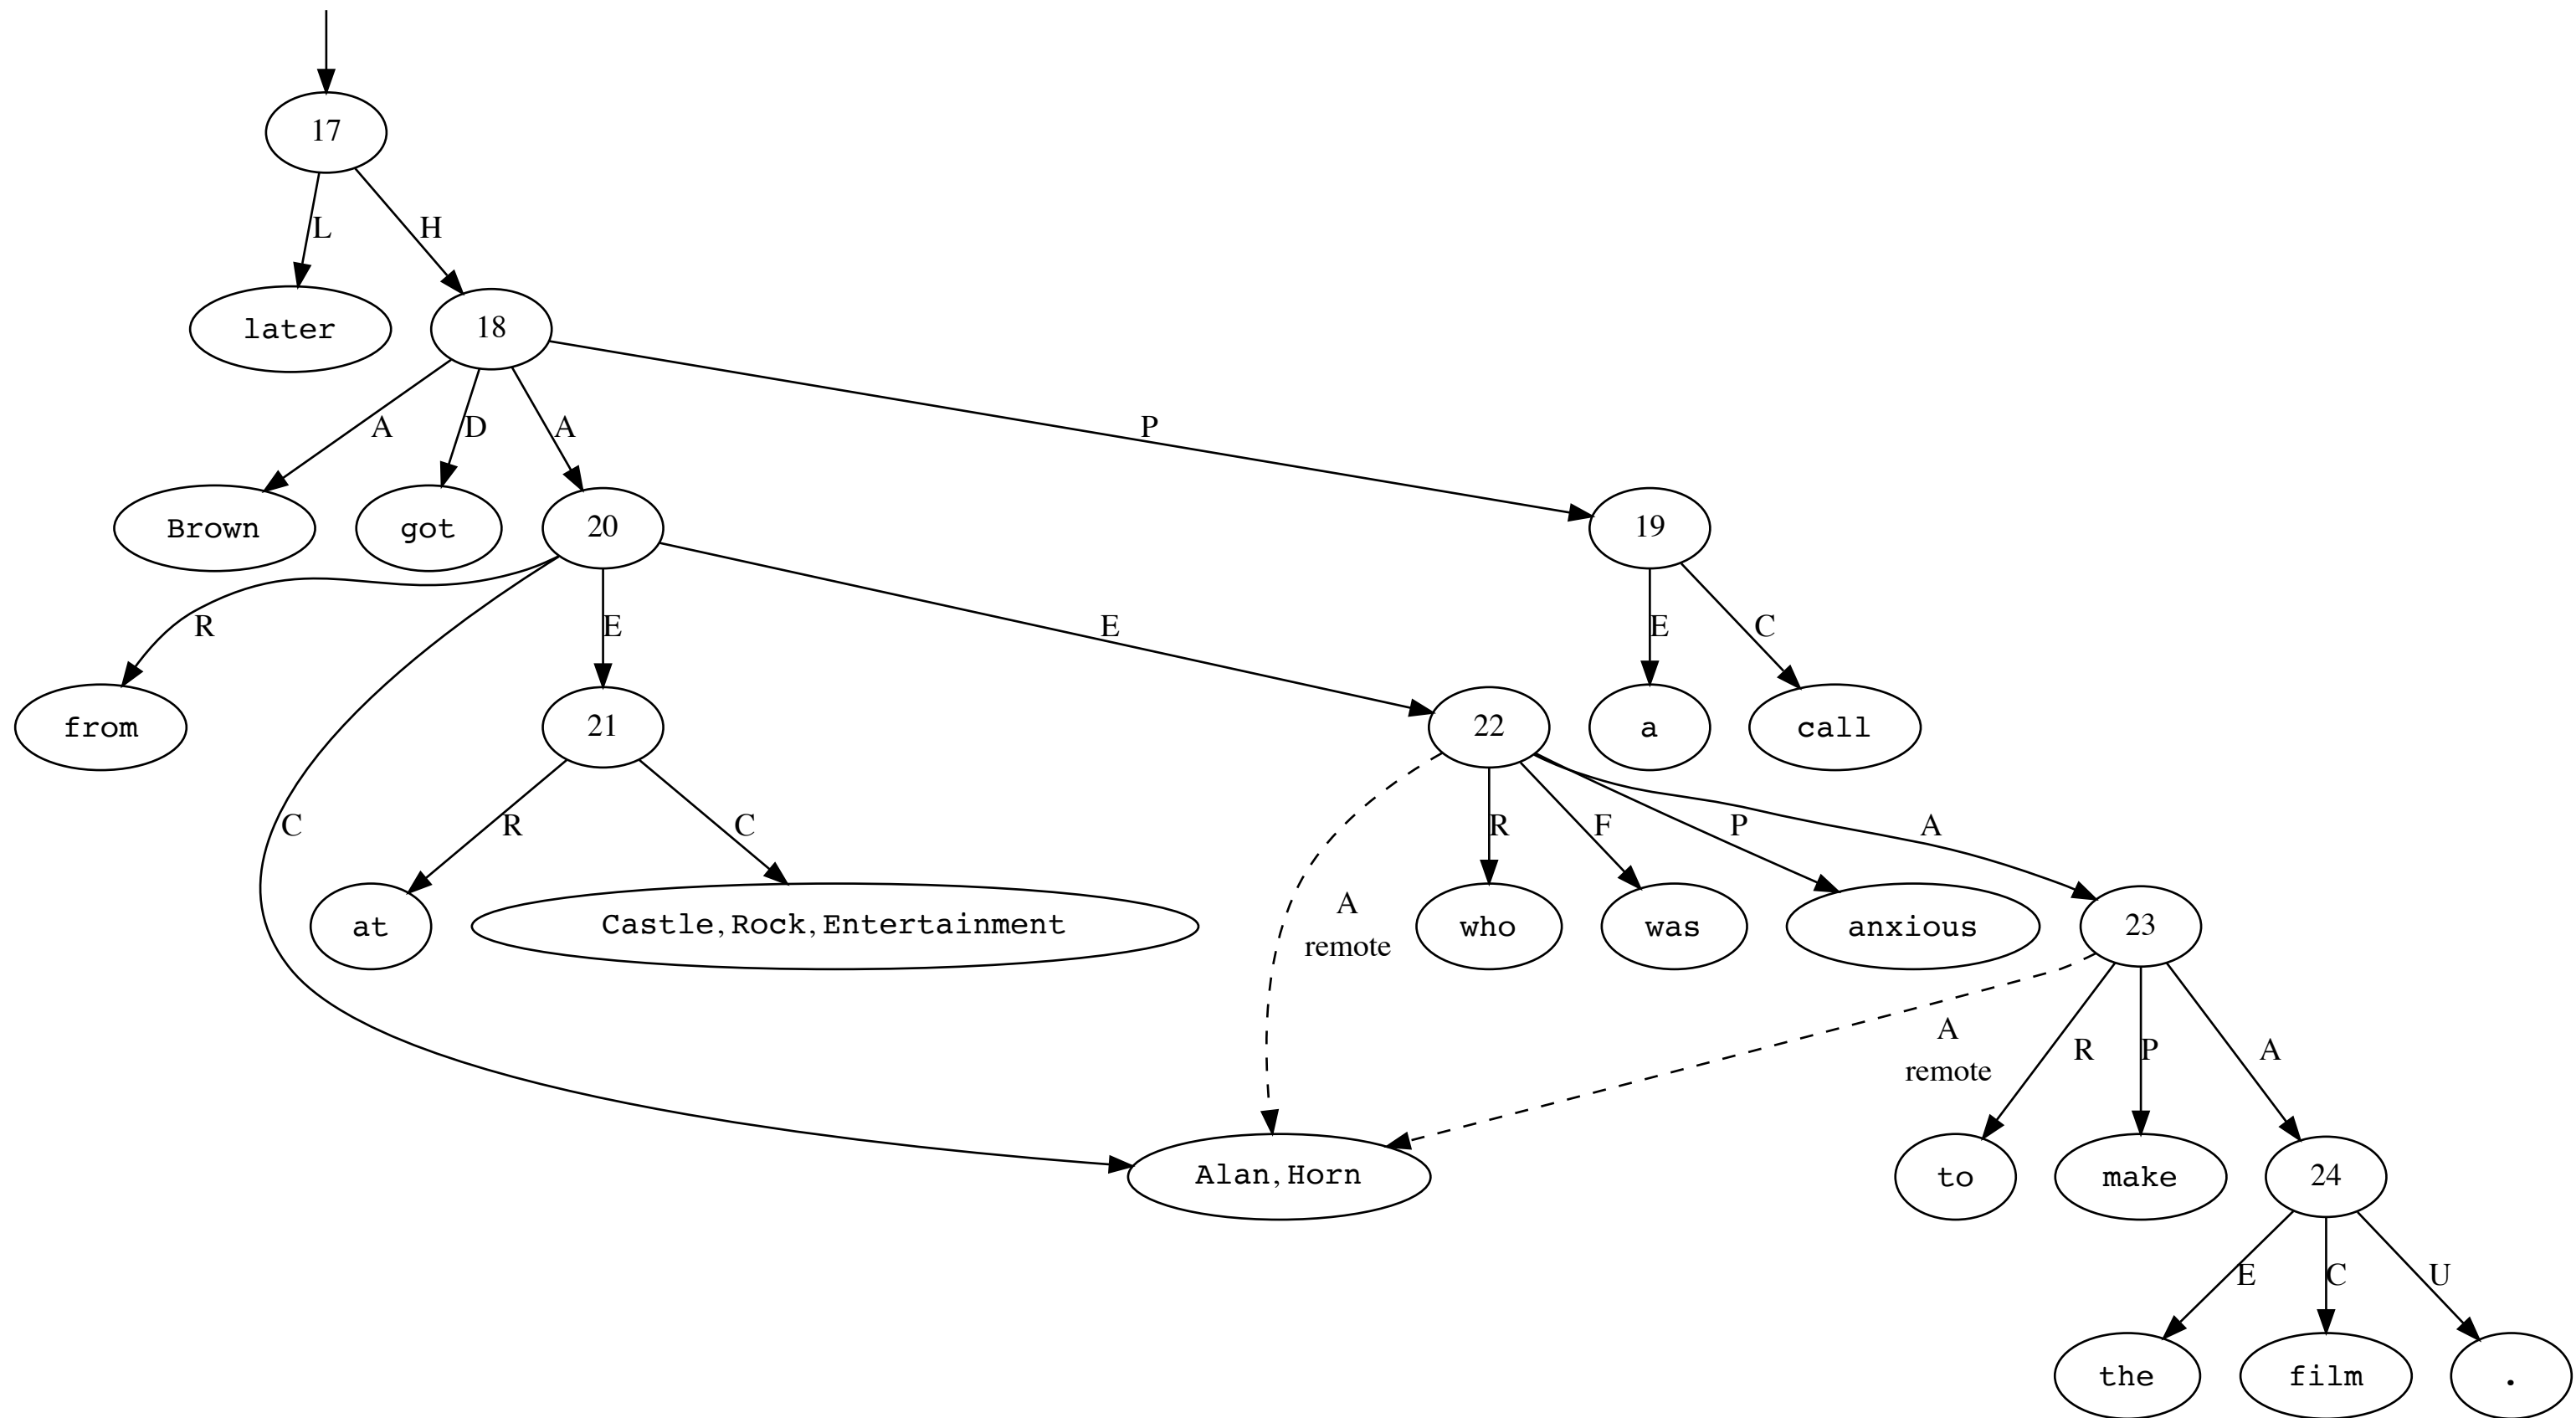 17
L
H
later
18
A
D
A
P
Brown
got
20
19
R
E
E
E
C
from
21
22
a
call
C
R
C
R
F
P
A
at
Castle, Rock, Entertainment
A
remote
who
was
anxious
23
A
remote
R
P
A
Alan, Horn
to
make
24
E
C
U
the
film
.